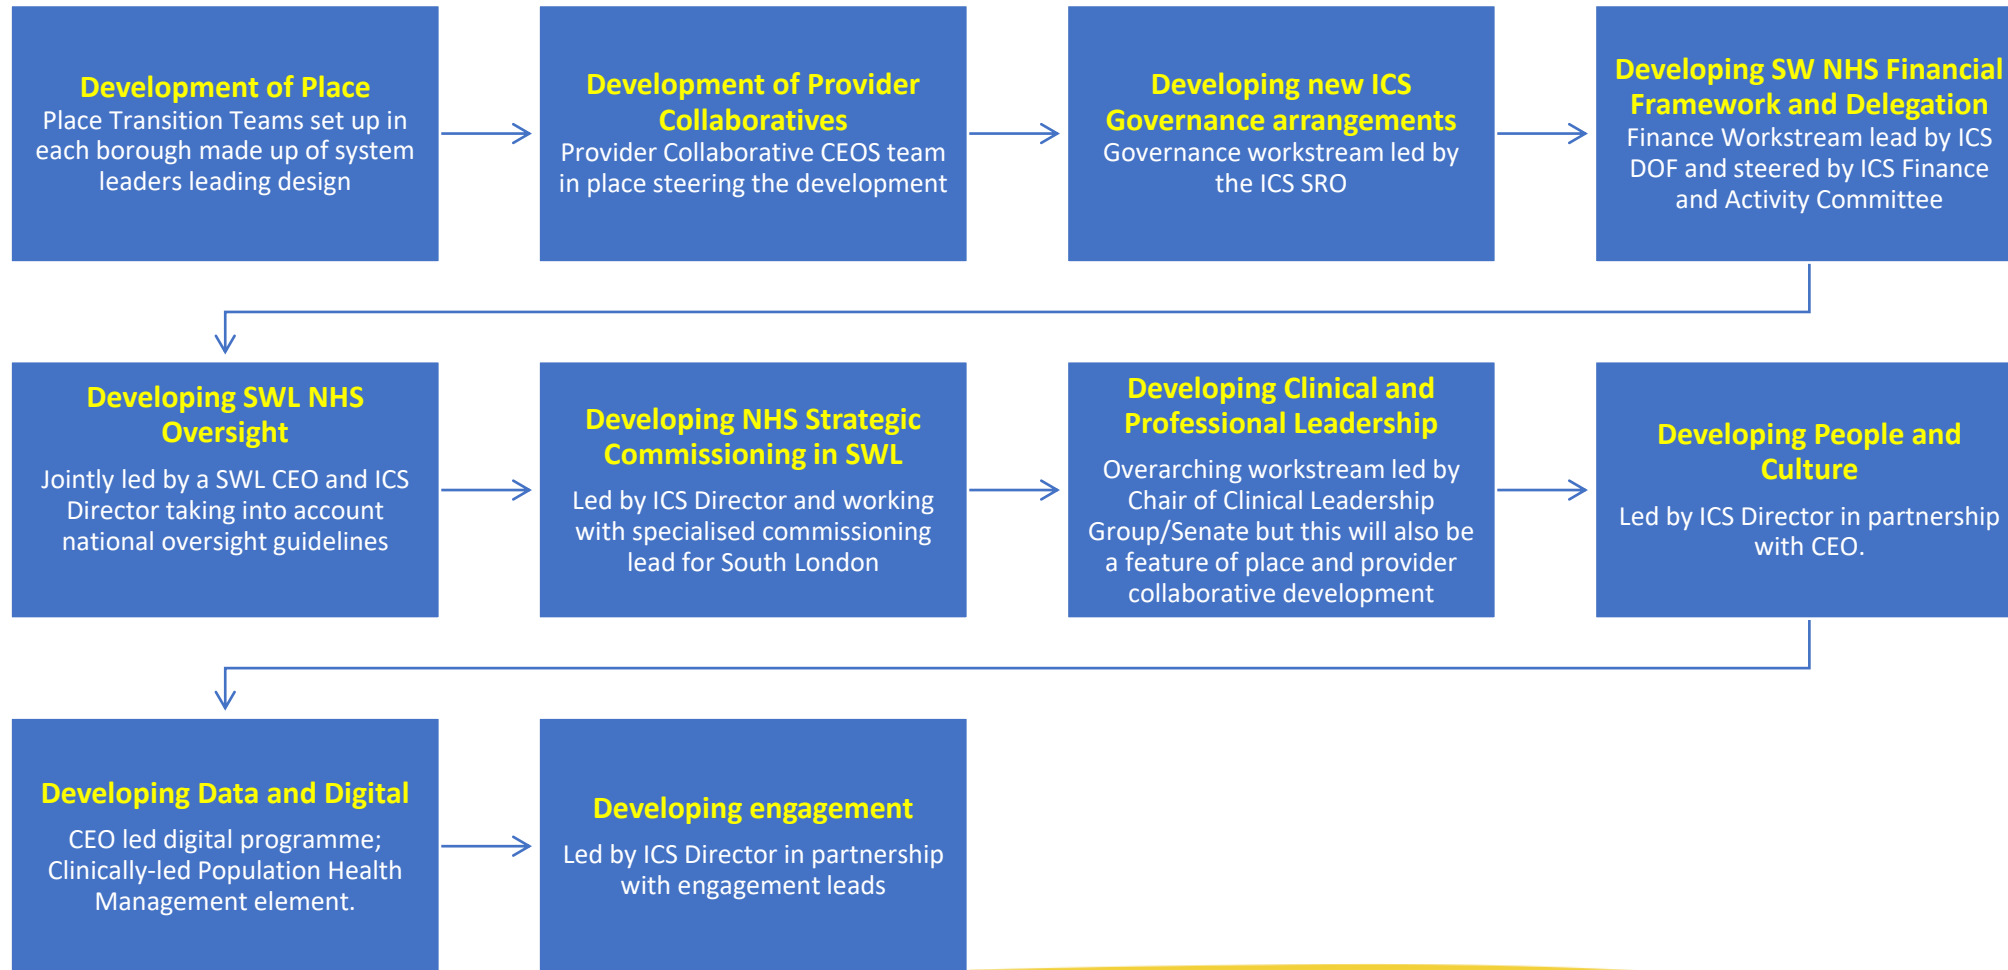 Development of Place
Place Transition Teams set up in
each borough made up of system
leaders leading design
Development of Provider
Collaboratives
Provider Collaborative CEOS team
in place steering the development
Developing new ICS
Governance arrangements
Governance workstream led by
the ICS SRO
Developing SW NHS Financial
Framework and Delegation
Finance Workstream lead by ICS
DOF and steered by ICS Finance
and Activity Committee
Developing SWL NHS
Oversight
Jointly led by a SWL CEO and ICS
Director taking into account
national oversight guidelines
Developing NHS Strategic
Commissioning in SWL
Led by ICS Director and working
with specialised commissioning
lead for South London
Developing Clinical and
Professional Leadership
Overarching workstream led by
Chair of Clinical Leadership
Group/Senate but this will also be
a feature of place and provider
collaborative development
Developing People and
Culture
Led by ICS Director in partnership
with CEO.
Developing Data and Digital
CEO led digital programme;
Clinically-led Population Health
Management element.
Developing engagement
Led by ICS Director in partnership
with engagement leads